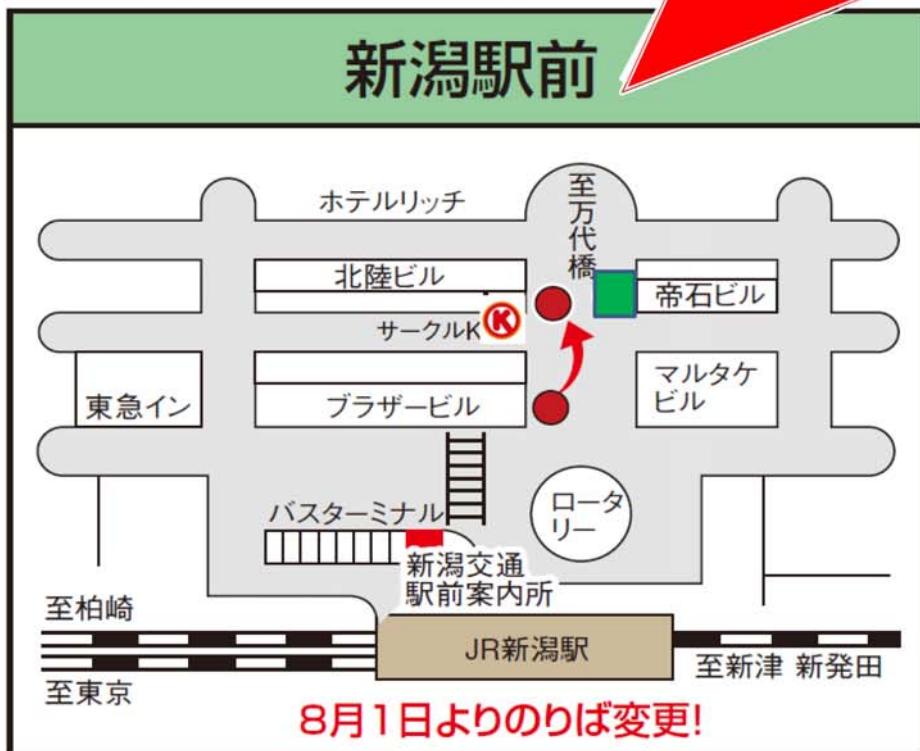 新潟駅前
ホテルリッチ
至万代橋
北陸ビル
帝石ビル
サークルK
K
東急イン
ブラザービル
マルタケ
ビル
バスターミナル
ロータ
リー
新潟交通
駅前案内所
至柏崎
JR新潟駅
至新津 新発田
至東京
8月1日よりのりば変更!